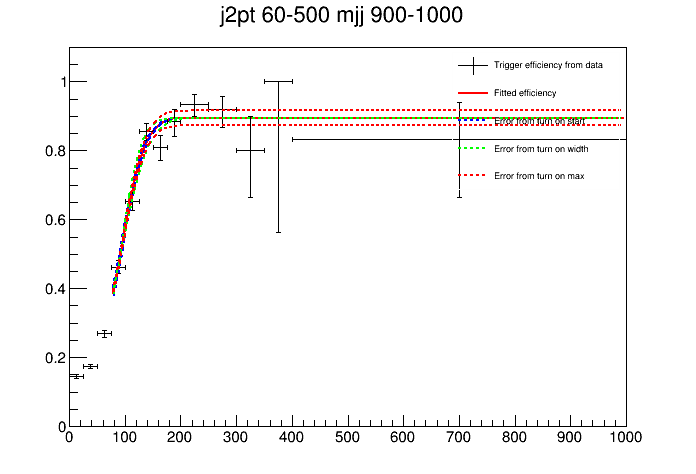 j2pt 60-500 mjj 900-1000
Trigger efficiency from data
Fitted efficiency
Error from turn on start
Error from turn on width
Error from turn on max
1
0.8
0.6
0.4
0.2
0
0 100 200 300 400 500 600 700 800 900 1000